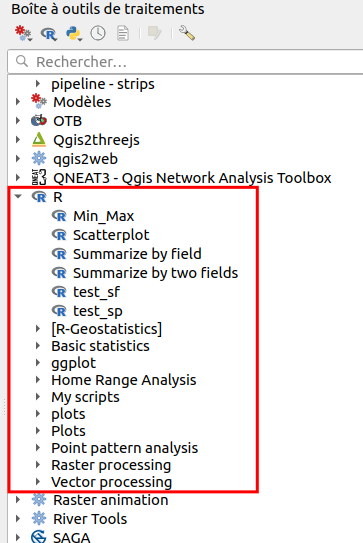 Boîte à outils de traitements
Rechercher…
pipeline - strips
Modèles
OTB
Qgis2threejs
qgis2web
QNEAT3 - Qgis Network Analysis Toolbox
R
Min_Max
Scatterplot
Summarize by field
Summarize by two fields
test_sf
test_sp
[R-Geostatistics]
Basic statistics
ggplot
Home Range Analysis
My scripts
plots
Plots
Point pattern analysis
Raster processing
Vector processing
Raster animation
River Tools
SAGA